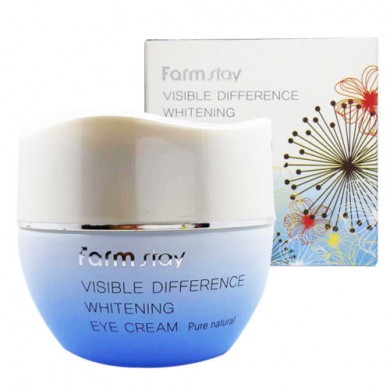 Farmstay
VISIBLE DIFFERENCE
WHITENING
Farmstay
VISIBLE DIFFERENCE
WHITENING
EYE CREAM Pure natural